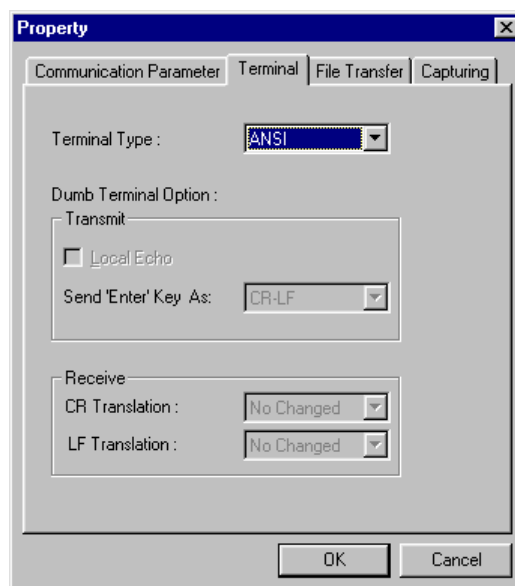 Property
Communication Parameter Terminal File Transfer Capturing
Terminal Type : ANSI
Dumb Terminal Option :
Transmit
Local Echo
Send 'Enter' Key As: CR-LF
Receive
CR Translation : No Changed
LF Translation : No Changed
OK Cancel